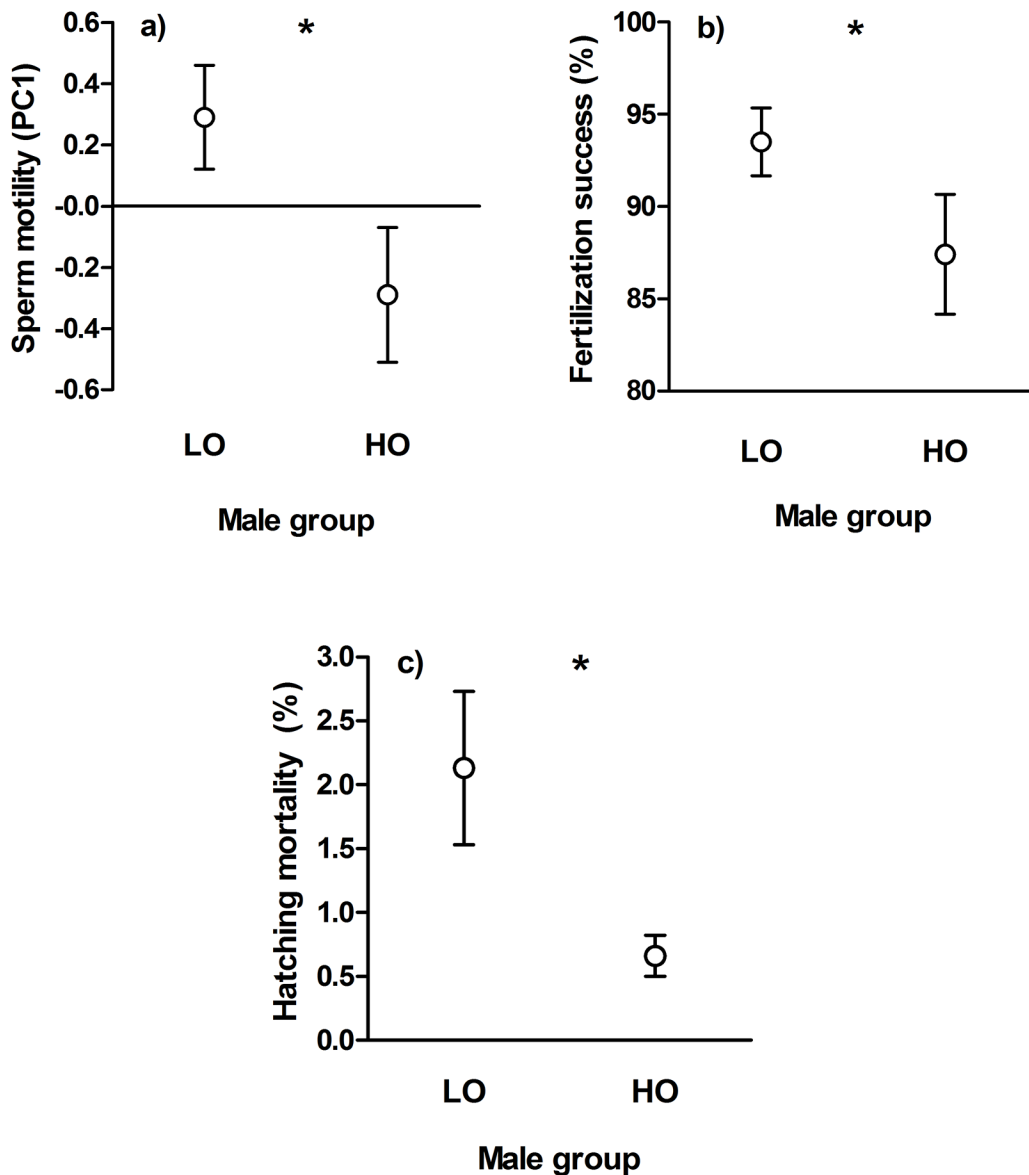 a)
*
Sperm motility (PC1)
0.6
0.4
0.2
-0.0
-0.2
-0.4
-0.6
LO
HO
Male group
b)
*
Fertilization success (%)
100
95
90
85
80
LO
HO
Male group
c)
*
Hatching mortality (%)
3.0
2.5
2.0
1.5
1.0
0.5
0.0
LO
HO
Male group